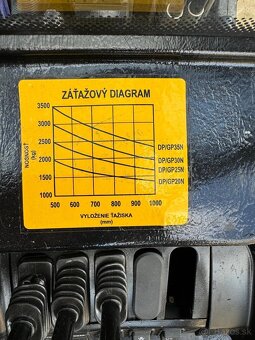 ZÁŤAŽOVÝ DIAGRAM
NOSNOSŤ
(kg)
3500
3000
2500
2000
1500
1000
DP/GP35N
DP/GP30N
DP/GP25N
DP/GP20N
500 600 700 800 900 1000
VYLOŽENIE ŤAŽISKA
(mm)